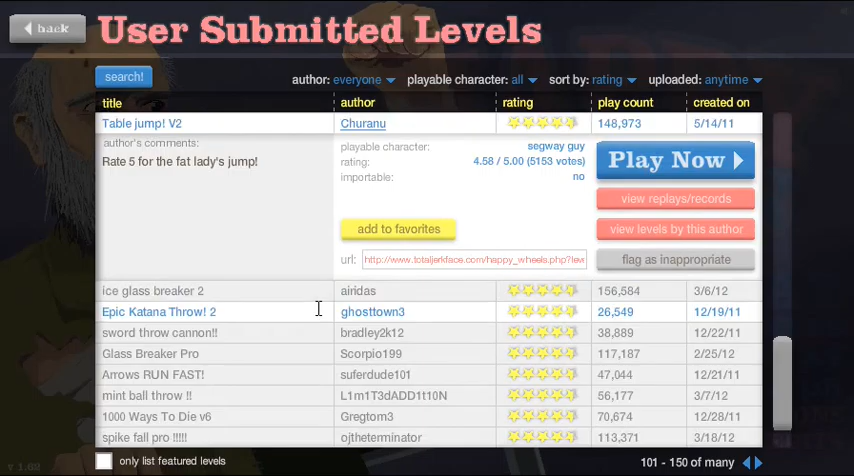 back
User Submitted Levels
search!
author: everyone playable character: all sort by: rating uploaded: anytime
title author rating play count created on
Table jump! V2 Churanu 148,973 5/14/11
author's comments:
Rate 5 for the fat lady's jump!
playable character: segway guy
rating: 4.58 / 5.00 (5153 votes)
importable: no
Play Now
view replays/records
add to favorites
view levels by this author
url: http://www.totaljerkface.com/happy_wheels.php?lev
flag as inappropriate
ice glass breaker 2 airidas 156,584 3/6/12
Epic Katana Throw! 2 ghosttown3 26,549 12/19/11
sword throw cannon!! bradley2k12 38,889 12/22/11
Glass Breaker Pro Scorpio199 117,187 2/25/12
Arrows RUN FAST! suferdude101 47,044 12/21/11
mint ball throw !! L1m1T3dADD1t10N 56,177 3/7/12
1000 Ways To Die v6 Gregtom3 70,674 12/28/11
spike fall pro !!!!! ojtheterminator 113,371 3/18/12
only list featured levels
101 - 150 of many